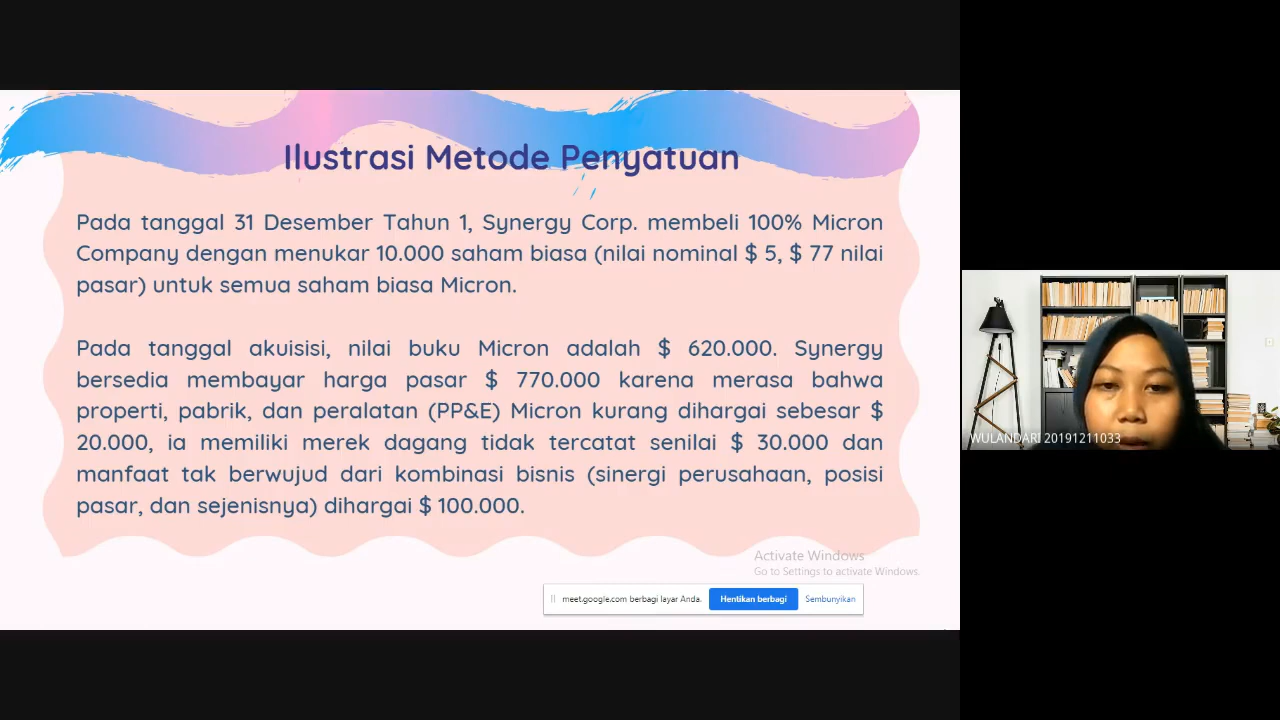 Ilustrasi Metode Penyatuan
Pada tanggal 31 Desember Tahun 1, Synergy Corp. membeli 100% Micron
Company dengan menukar 10.000 saham biasa (nilai nominal $ 5, $ 77 nilai
pasar) untuk semua saham biasa Micron.
Pada tanggal akuisisi, nilai buku Micron adalah $ 620.000. Synergy
bersedia membayar harga pasar $ 770.000 karena merasa bahwa
properti, pabrik, dan peralatan (PP&E) Micron kurang dihargai sebesar $
20.000, ia memiliki merek dagang tidak tercatat senilai $ 30.000 dan
manfaat tak berwujud dari kombinasi bisnis (sinergi perusahaan, posisi
pasar, dan sejenisnya) dihargai $ 100.000.
Activate Windows
Go to Settings to activate Windows.
meet.google.com berbagi layar Anda.
Hentikan berbagi
Sembunyikan
WULANDARI 20191211033